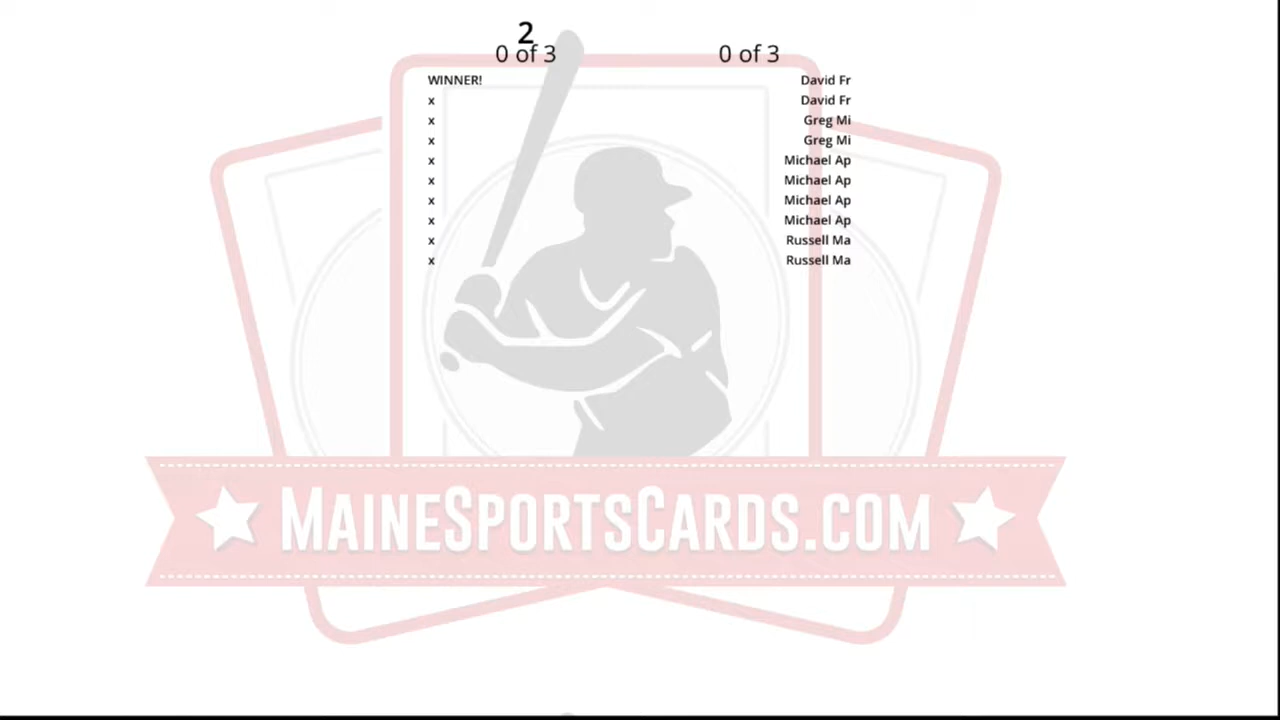 2
0 of 3 0 of 3
WINNER! David Fr
x David Fr
x Greg Mi
x Greg Mi
x Michael Ap
x Michael Ap
x Michael Ap
x Michael Ap
x Russell Ma
x Russell Ma
MAINESPORTSCARDS.COM